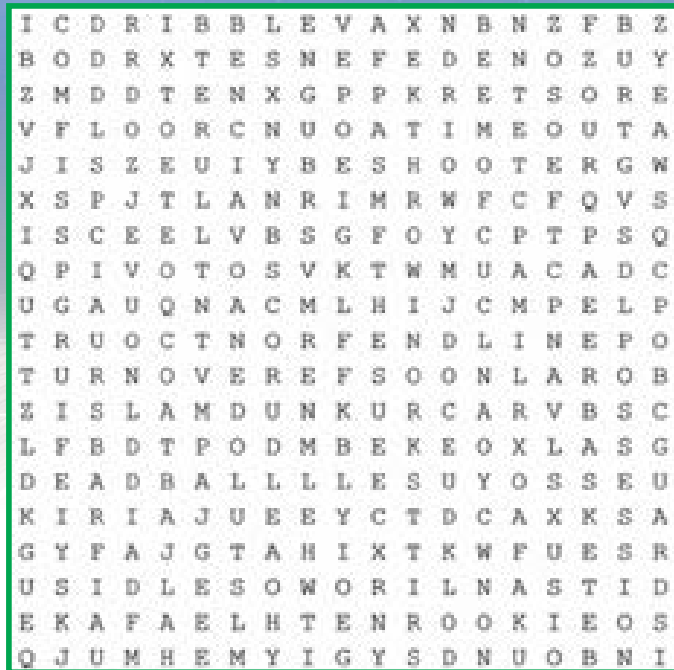 I C D R I B B L E V A X N B N Z F B Z
B O D R X T E S N E F E D E N O Z U Y
Z M D D T E N X G P P K R E T S O R E
V F L O O R C N U O A T I M E O U T A
J I S Z E U I Y B E S H O O T E R G W
X S P J T L A N R I M R W F C F Q V S
I S C E E L V B S G F O Y C P T P S Q
Q P I V O T O S V K T W M U A C A D C
U G A U Q N A C M L H I J C M P E L P
T R U O C T N O R F E N D L I N E P O
T U R N O V E R E F S O O N L A R O B
Z I S L A M D U N K U R C A R V B S C
L F B D T P O D M B E K E O X L A S G
D E A D B A L L L L E S U Y O S S E U
K I R I A J U E E Y C T D C A X K S A
G Y F A J G T A H I X T K W F U E S R
U S I D L E S O W O R I L N A S T I D
E K A F A E L H T E N R O O K I E O S
Q J U M H E M Y I G Y S D N U O B N I